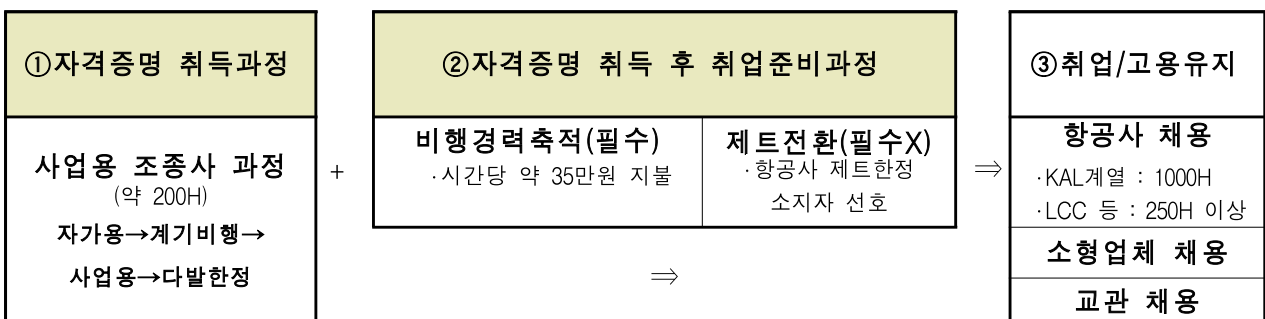 ①자격증명 취득과정
사업용 조종사 과정
(약 200H)
자가용→계기비행→
사업용→다발한정
+
②자격증명 취득 후 취업준비과정
비행경력축적(필수)
·시간당 약 35만원 지불
제트전환(필수X)
·항공사 제트한정
소지자 선호
⇒
⇒
③취업/고용유지
항공사 채용
·KAL계열 : 1000H
·LCC 등 : 250H 이상
소형업체 채용
교관 채용